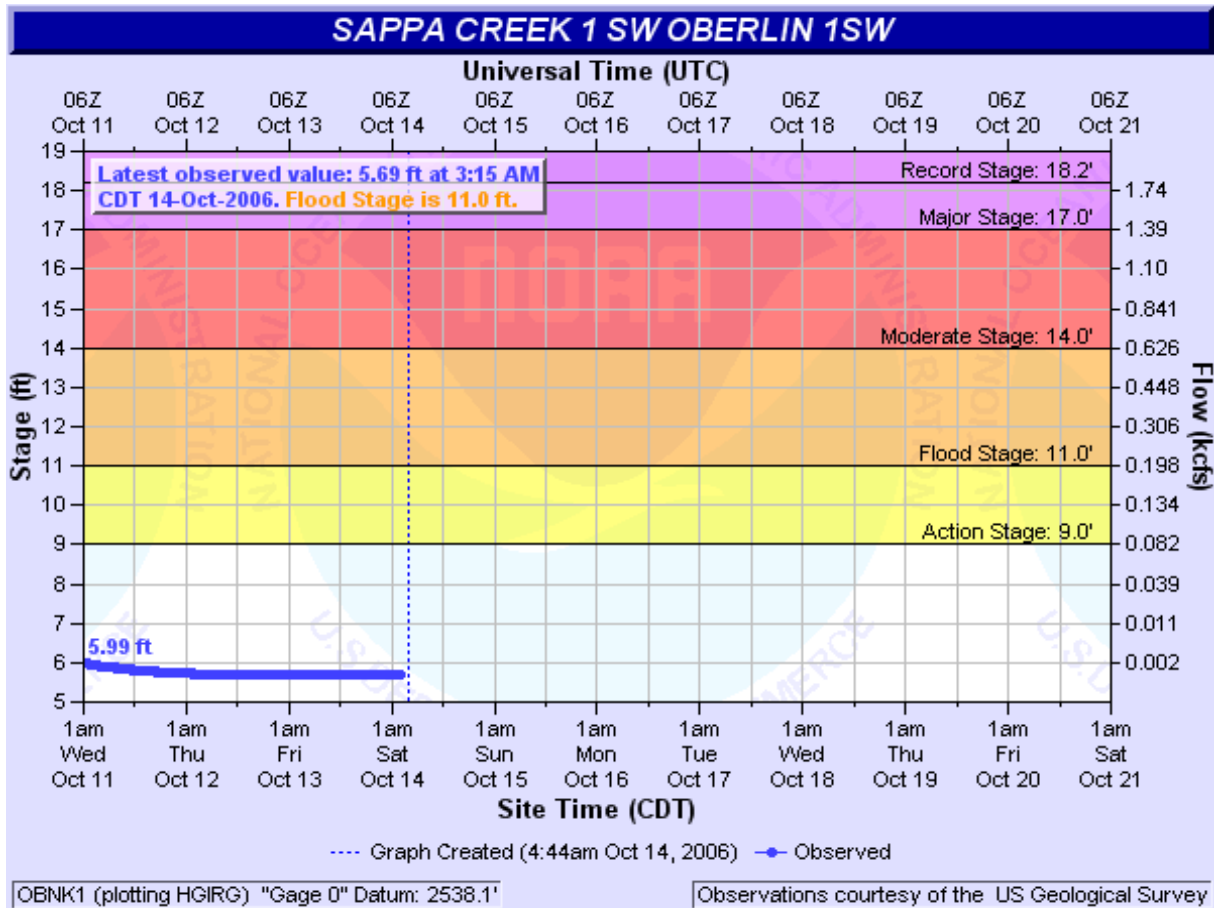 SAPPA CREEK 1 SW OBERLIN 1SW
Universal Time (UTC)
06Z 06Z 06Z 06Z 06Z 06Z 06Z 06Z 06Z 06Z 06Z
Oct 11 Oct 12 Oct 13 Oct 14 Oct 15 Oct 16 Oct 17 Oct 18 Oct 19 Oct 20 Oct 21
Latest observed value: 5.69 ft at 3:15 AM
CDT 14-Oct-2006. Flood Stage is 11.0 ft.
Record Stage: 18.2'
Major Stage: 17.0'
Moderate Stage: 14.0'
Flood Stage: 11.0'
Action Stage: 9.0'
NOAA
5.99 ft
Stage (ft)
19
18
17
16
15
14
13
12
11
10
9
8
7
6
5
Flow (kcfs)
1.74
1.39
1.10
0.841
0.626
0.448
0.306
0.198
0.134
0.082
0.039
0.011
0.002
1am 1am 1am 1am 1am 1am 1am 1am 1am 1am 1am
Wed Thu Fri Sat Sun Mon Tue Wed Thu Fri Sat
Oct 11 Oct 12 Oct 13 Oct 14 Oct 15 Oct 16 Oct 17 Oct 18 Oct 19 Oct 20 Oct 21
Site Time (CDT)
Graph Created (4:44am Oct 14, 2006) Observed
OBNK1 (plotting HGIRG) "Gage 0" Datum: 2538.1'
Observations courtesy of the US Geological Survey